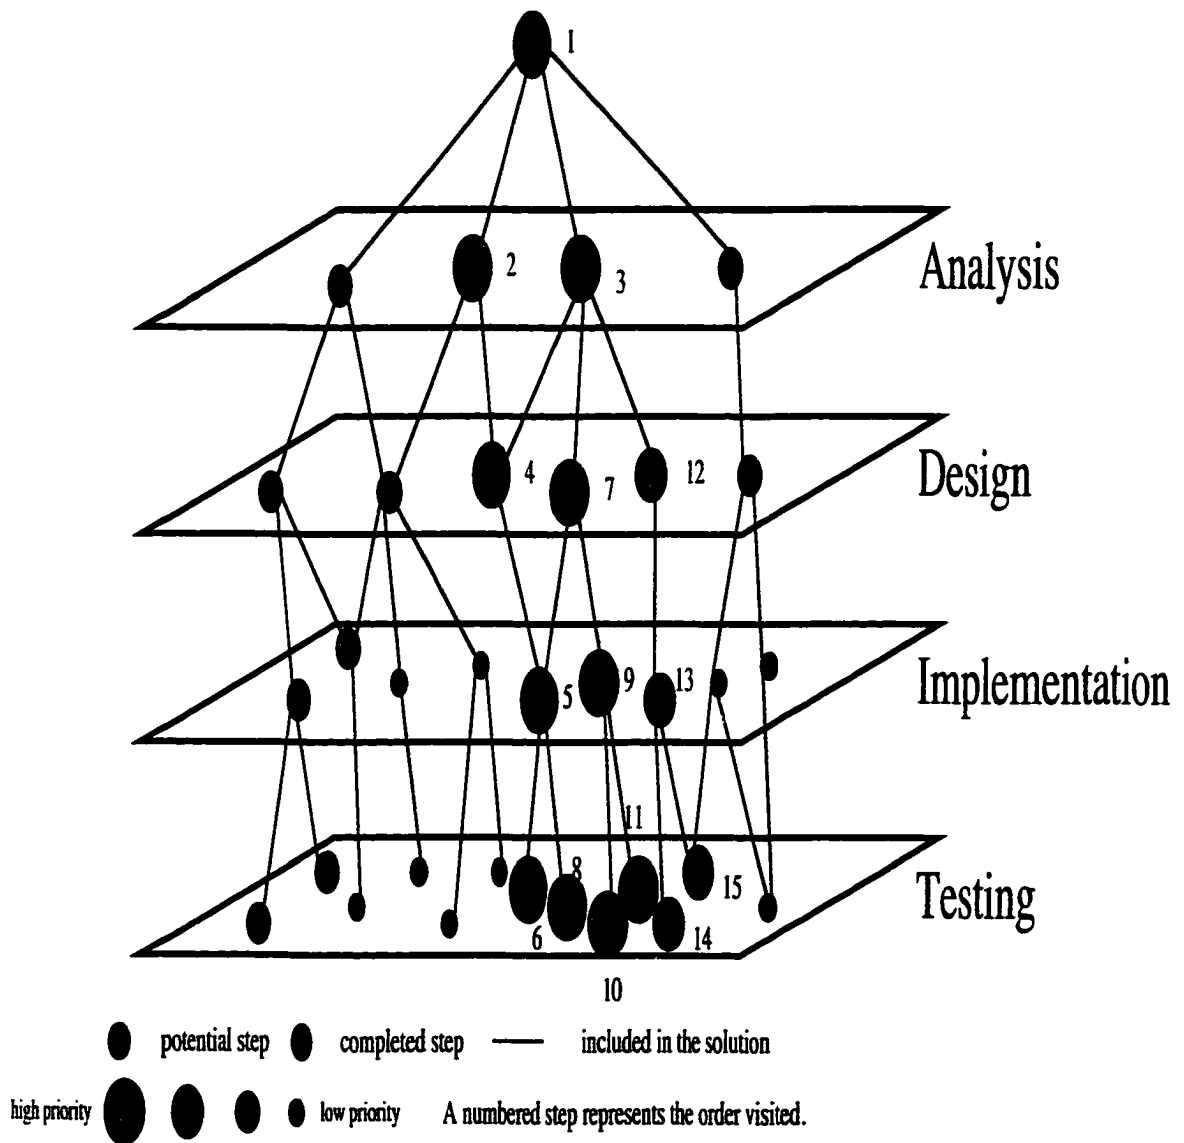 1
2
3
Analysis
4
7
12
Design
5
9
13
Implementation
11
8
15
Testing
6
14
10
potential step completed step included in the solution
high priority low priority A numbered step represents the order visited.